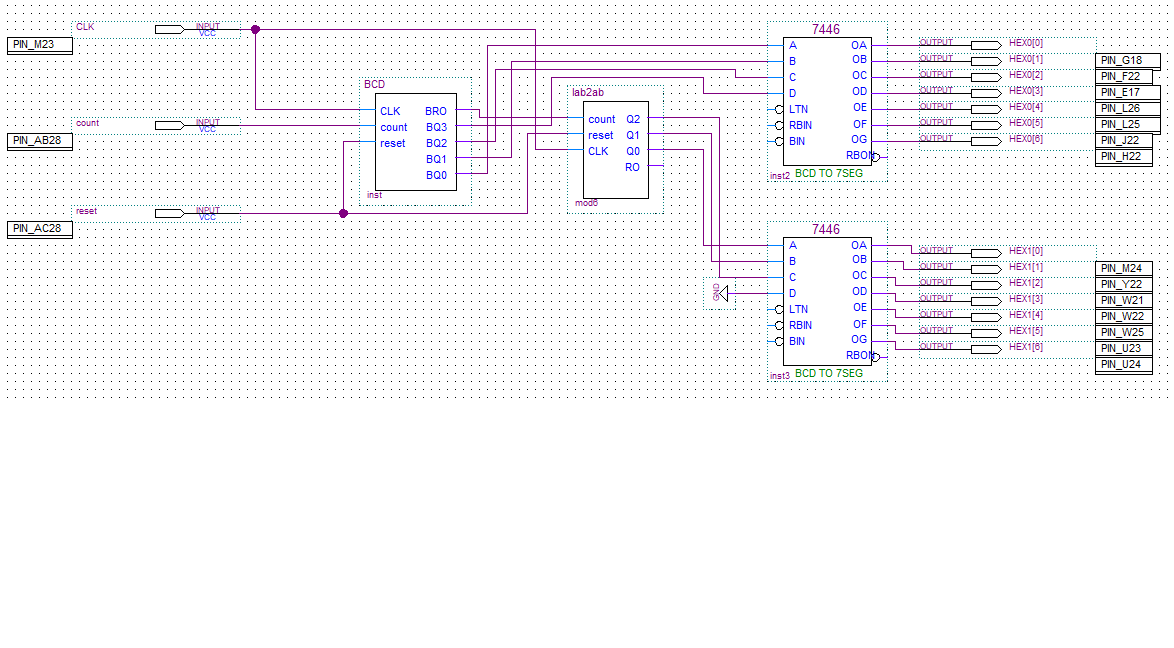 CLK
INPUT
VCC
PIN_M23
count
INPUT
VCC
PIN_AB28
reset
INPUT
VCC
PIN_AC28
BCD
CLK BRO
count BQ3
reset BQ2
BQ1
BQ0
inst
lab2ab
count Q2
reset Q1
CLK Q0
RO
mod6
7446
A OA
B OB
C OC
D OD
LTN OE
RBIN OF
BIN OG
RBON
inst2 BCD TO 7SEG
OUTPUT HEX0[0]
OUTPUT HEX0[1]
OUTPUT HEX0[2]
OUTPUT HEX0[3]
OUTPUT HEX0[4]
OUTPUT HEX0[5]
OUTPUT HEX0[6]
PIN_G18
PIN_F22
PIN_E17
PIN_L26
PIN_L25
PIN_J22
PIN_H22
7446
A OA
B OB
C OC
GND
D OD
LTN OE
RBIN OF
BIN OG
RBON
inst3 BCD TO 7SEG
OUTPUT HEX1[0]
OUTPUT HEX1[1]
OUTPUT HEX1[2]
OUTPUT HEX1[3]
OUTPUT HEX1[4]
OUTPUT HEX1[5]
OUTPUT HEX1[6]
PIN_M24
PIN_Y22
PIN_W21
PIN_W22
PIN_W25
PIN_U23
PIN_U24